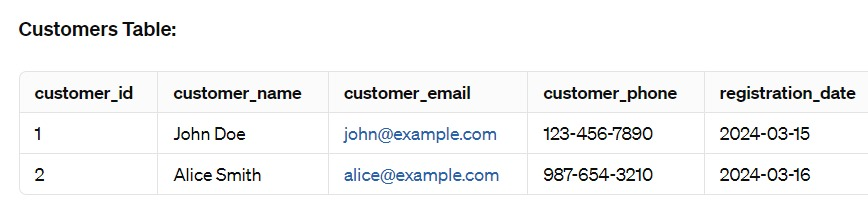 Customers Table:
customer_id customer_name customer_email customer_phone registration_date
1 John Doe john@example.com 123-456-7890 2024-03-15
2 Alice Smith alice@example.com 987-654-3210 2024-03-16